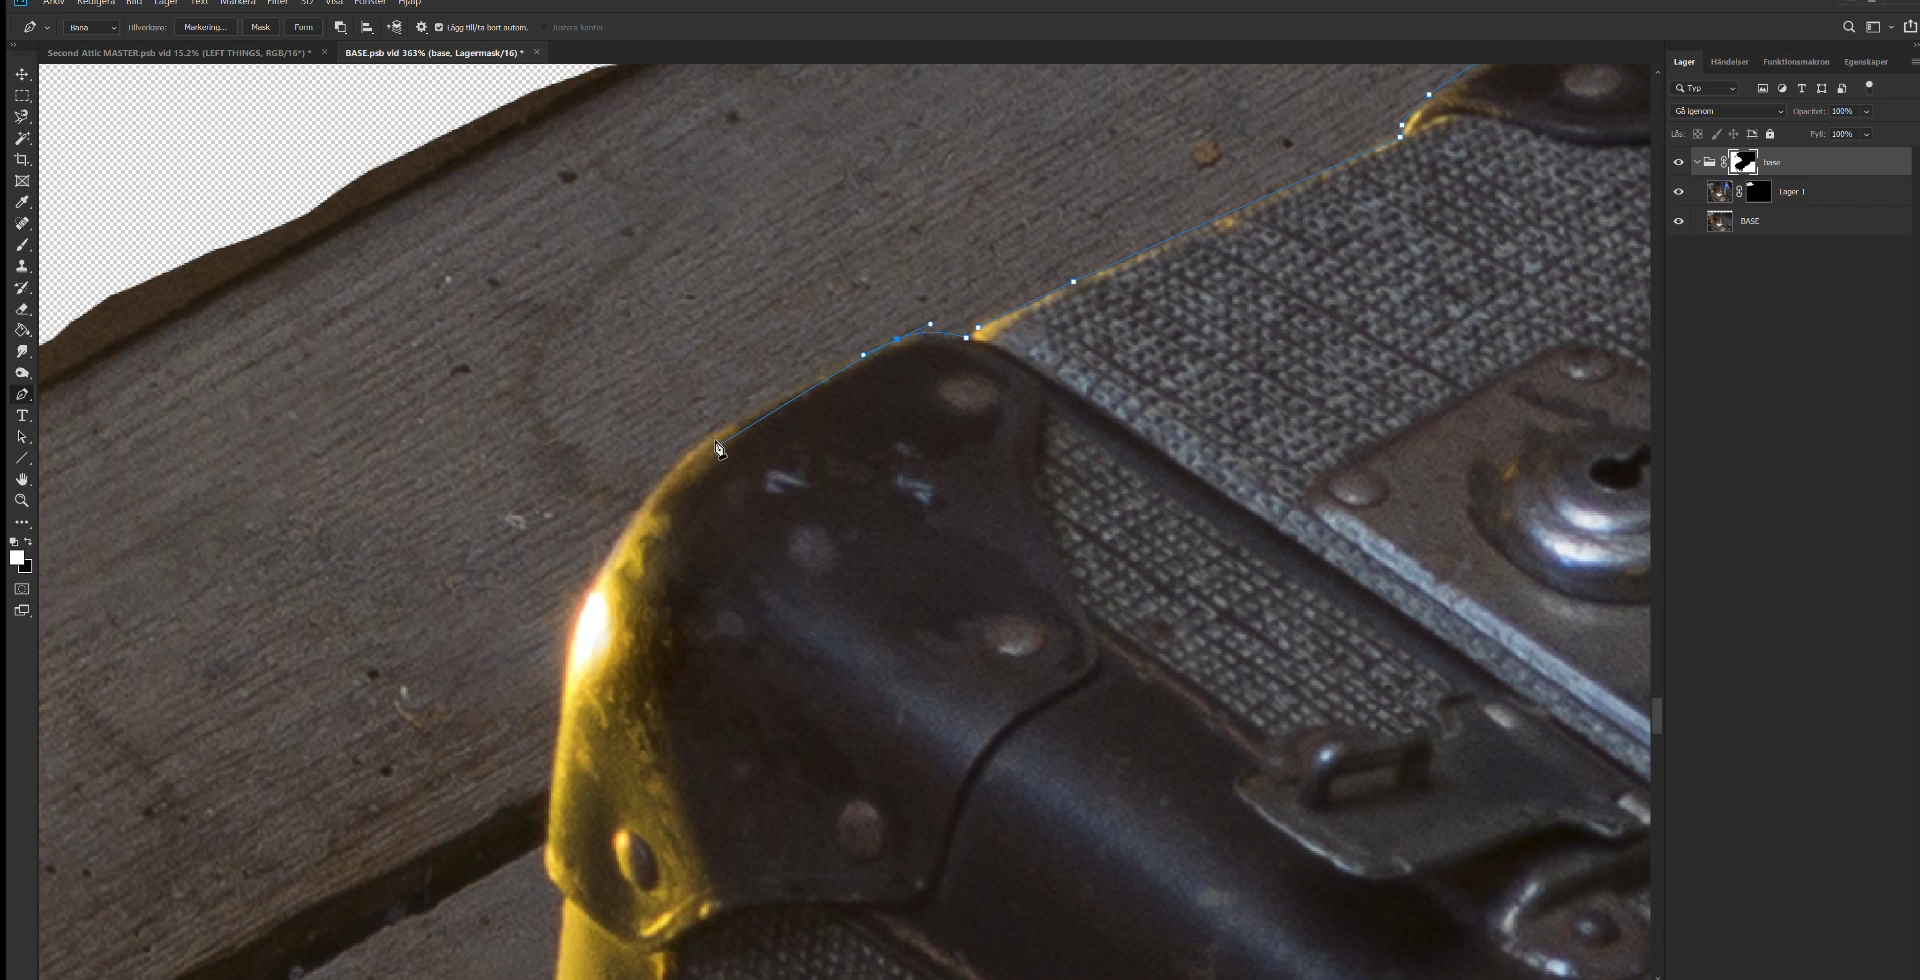 Arkiv Redigera Bild Lager Text Markera Filter 3D Visa Fönster Hjälp
Bana Tillverkare: Markering... Mask Form Lägg till/ta bort autom. Justera kanter
Second Attic MASTER.psb vid 15.2% (LEFT THINGS, RGB/16*) * × BASE.psb vid 363% (base, Lagermask/16) * ×
Lager Händelser Funktionsmakron Egenskaper
Typ
Gå igenom Opacitet: 100%
Lås: Fyll: 100%
base
Lager 1
BASE